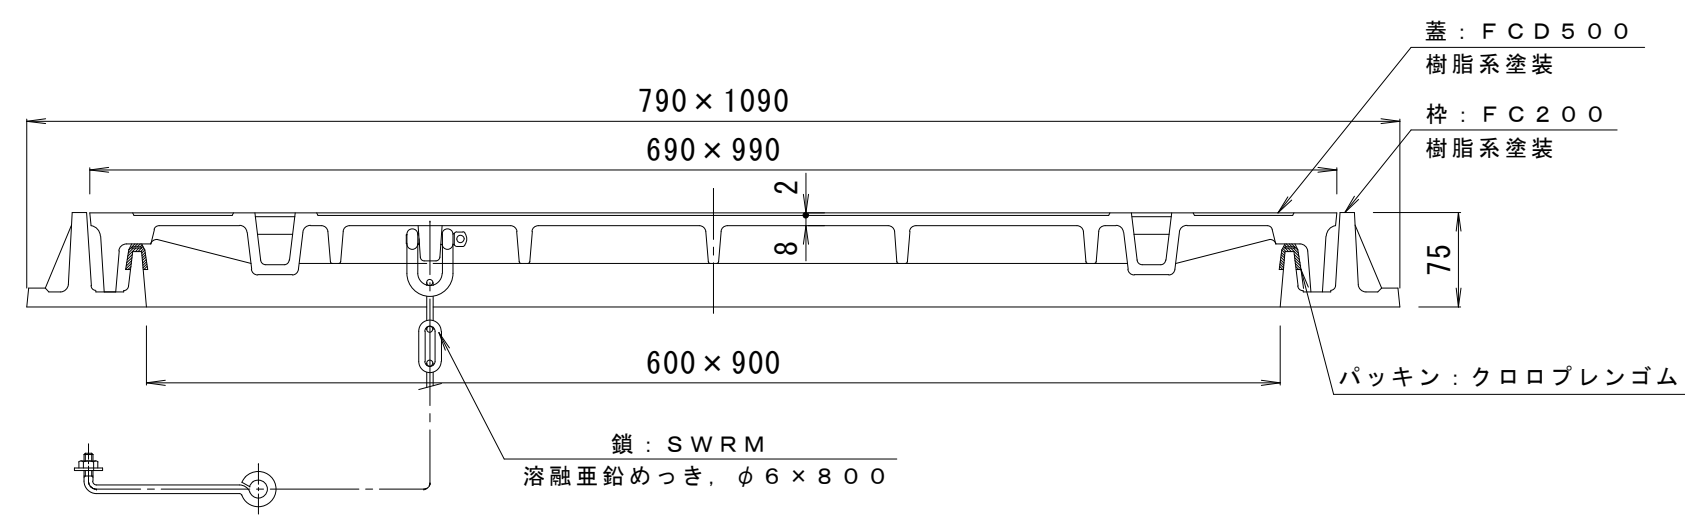 蓋：ＦＣＤ５００
樹脂系塗装
790×1090
枠：ＦＣ２００
樹脂系塗装
690×990
2
8
75
600×900
パッキン：クロロプレンゴム
鎖：ＳＷＲＭ
溶融亜鉛めっき，φ６×８００